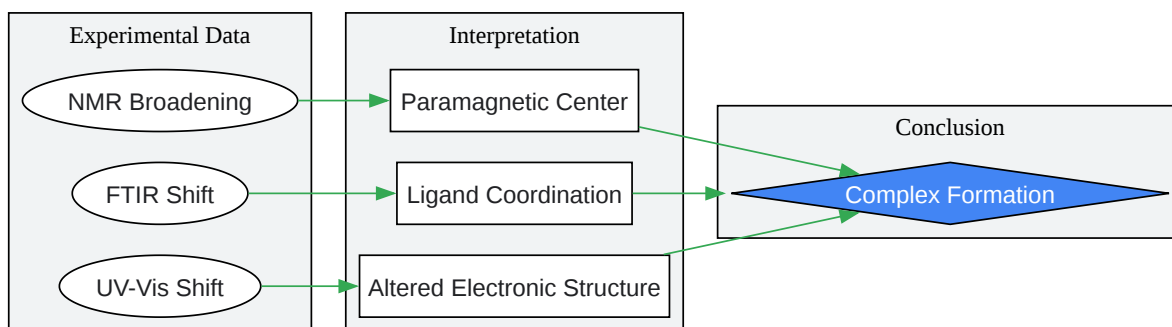 Experimental Data
NMR Broadening
FTIR Shift
UV-Vis Shift
Interpretation
Paramagnetic Center
Ligand Coordination
Altered Electronic Structure
Conclusion
Complex Formation